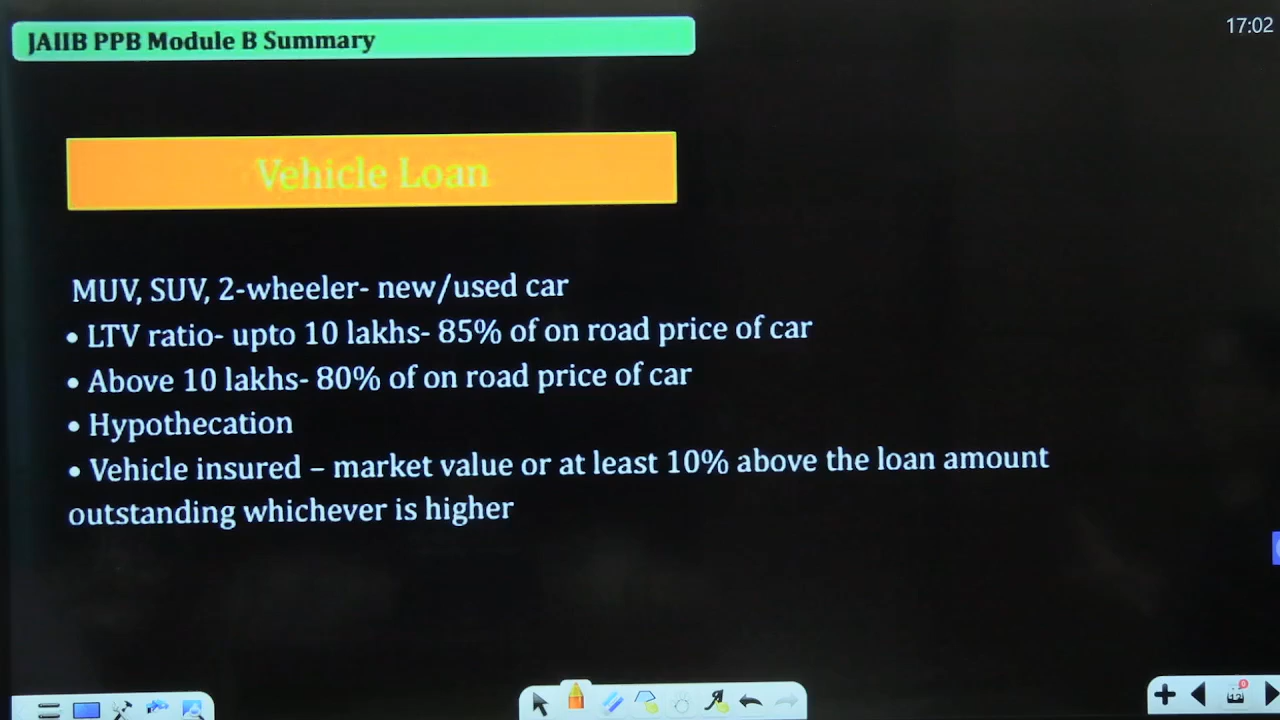 JAIIB PPB Module B Summary
17:02
Vehicle Loan
MUV, SUV, 2-wheeler- new/used car
• LTV ratio- upto 10 lakhs- 85% of on road price of car
• Above 10 lakhs- 80% of on road price of car
• Hypothecation
• Vehicle insured – market value or at least 10% above the loan amount
outstanding whichever is higher
12